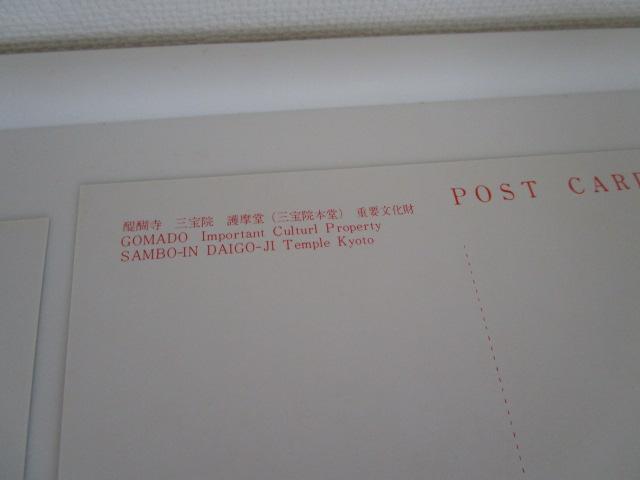 醍醐寺　三宝院　護摩堂（三宝院本堂）　重要文化財
GOMADO Important Culturl Property
SAMBO-IN DAIGO-JI Temple Kyoto
POST CARD